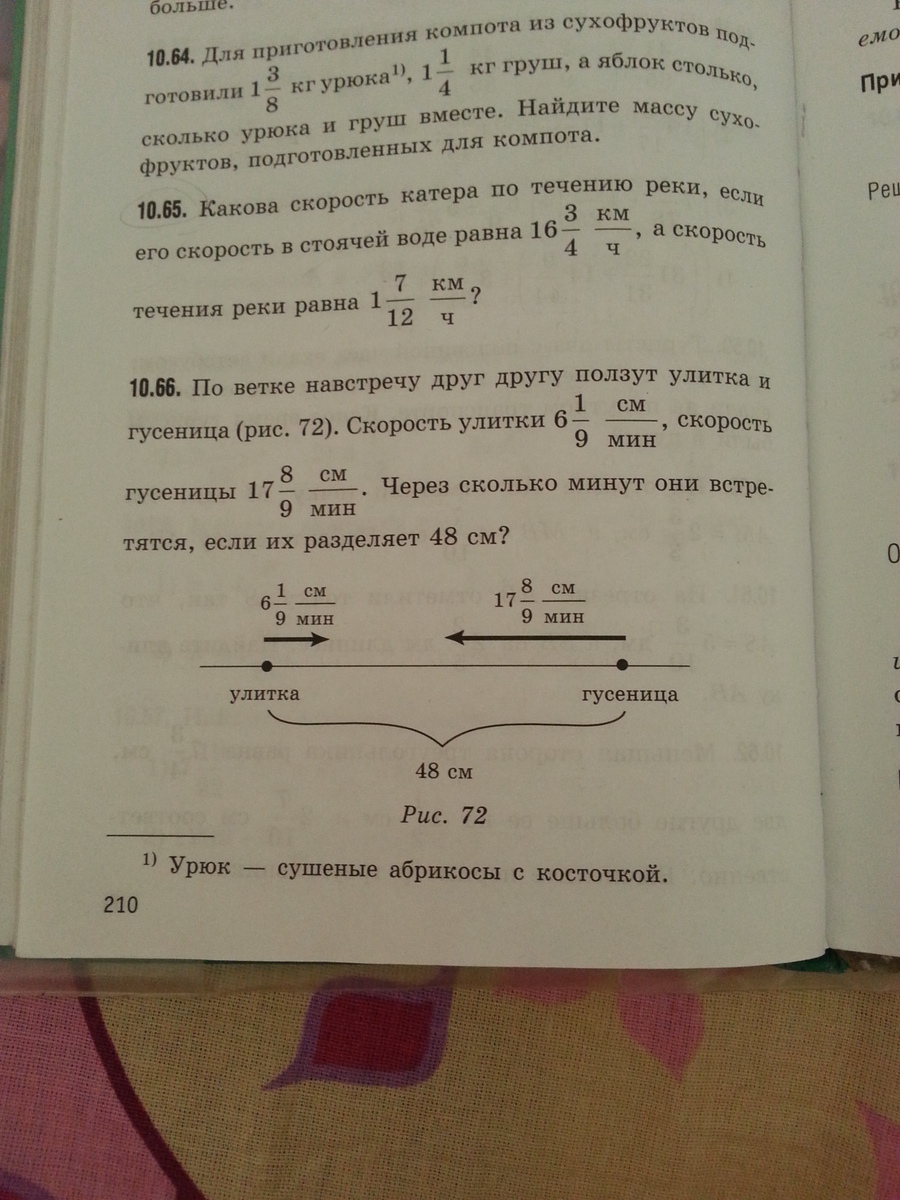 больше.
10.64. Для приготовления компота из сухофруктов под-
готовили 1 3/8 кг урюка¹⁾, 1 1/4 кг груш, а яблок столько,
сколько урюка и груш вместе. Найдите массу сухо-
фруктов, подготовленных для компота.
10.65. Какова скорость катера по течению реки, если
его скорость в стоячей воде равна 16 3/4 км/ч, а скорость
течения реки равна 1 7/12 км/ч?
10.66. По ветке навстречу друг другу ползут улитка и
гусеница (рис. 72). Скорость улитки 6 1/9 см/мин, скорость
гусеницы 17 8/9 см/мин. Через сколько минут они встре-
тятся, если их разделяет 48 см?
6 1/9 см/мин 17 8/9 см/мин
улитка гусеница
48 см
Рис. 72
¹⁾ Урюк — сушеные абрикосы с косточкой.
210